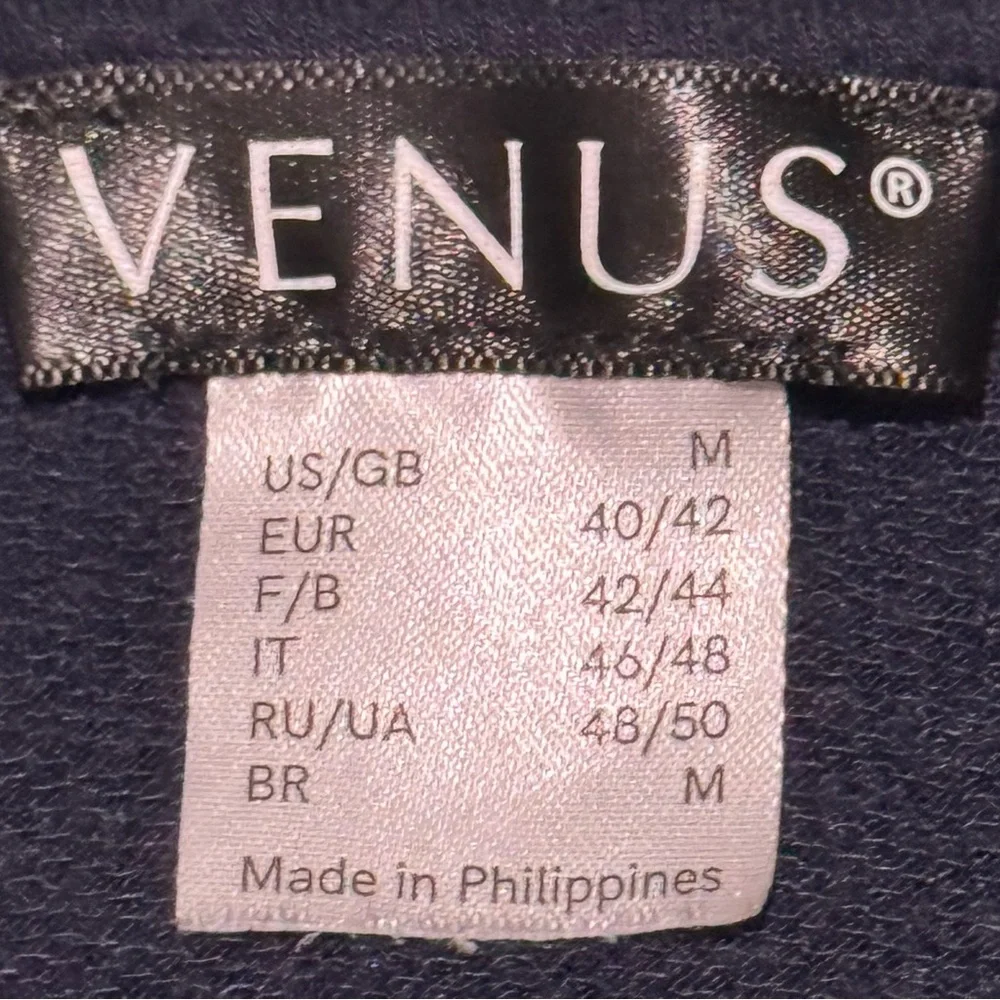 VENUS®
US/GB M
EUR 40/42
F/B 42/44
IT 46/48
RU/UA 48/50
BR M
Made in Philippines